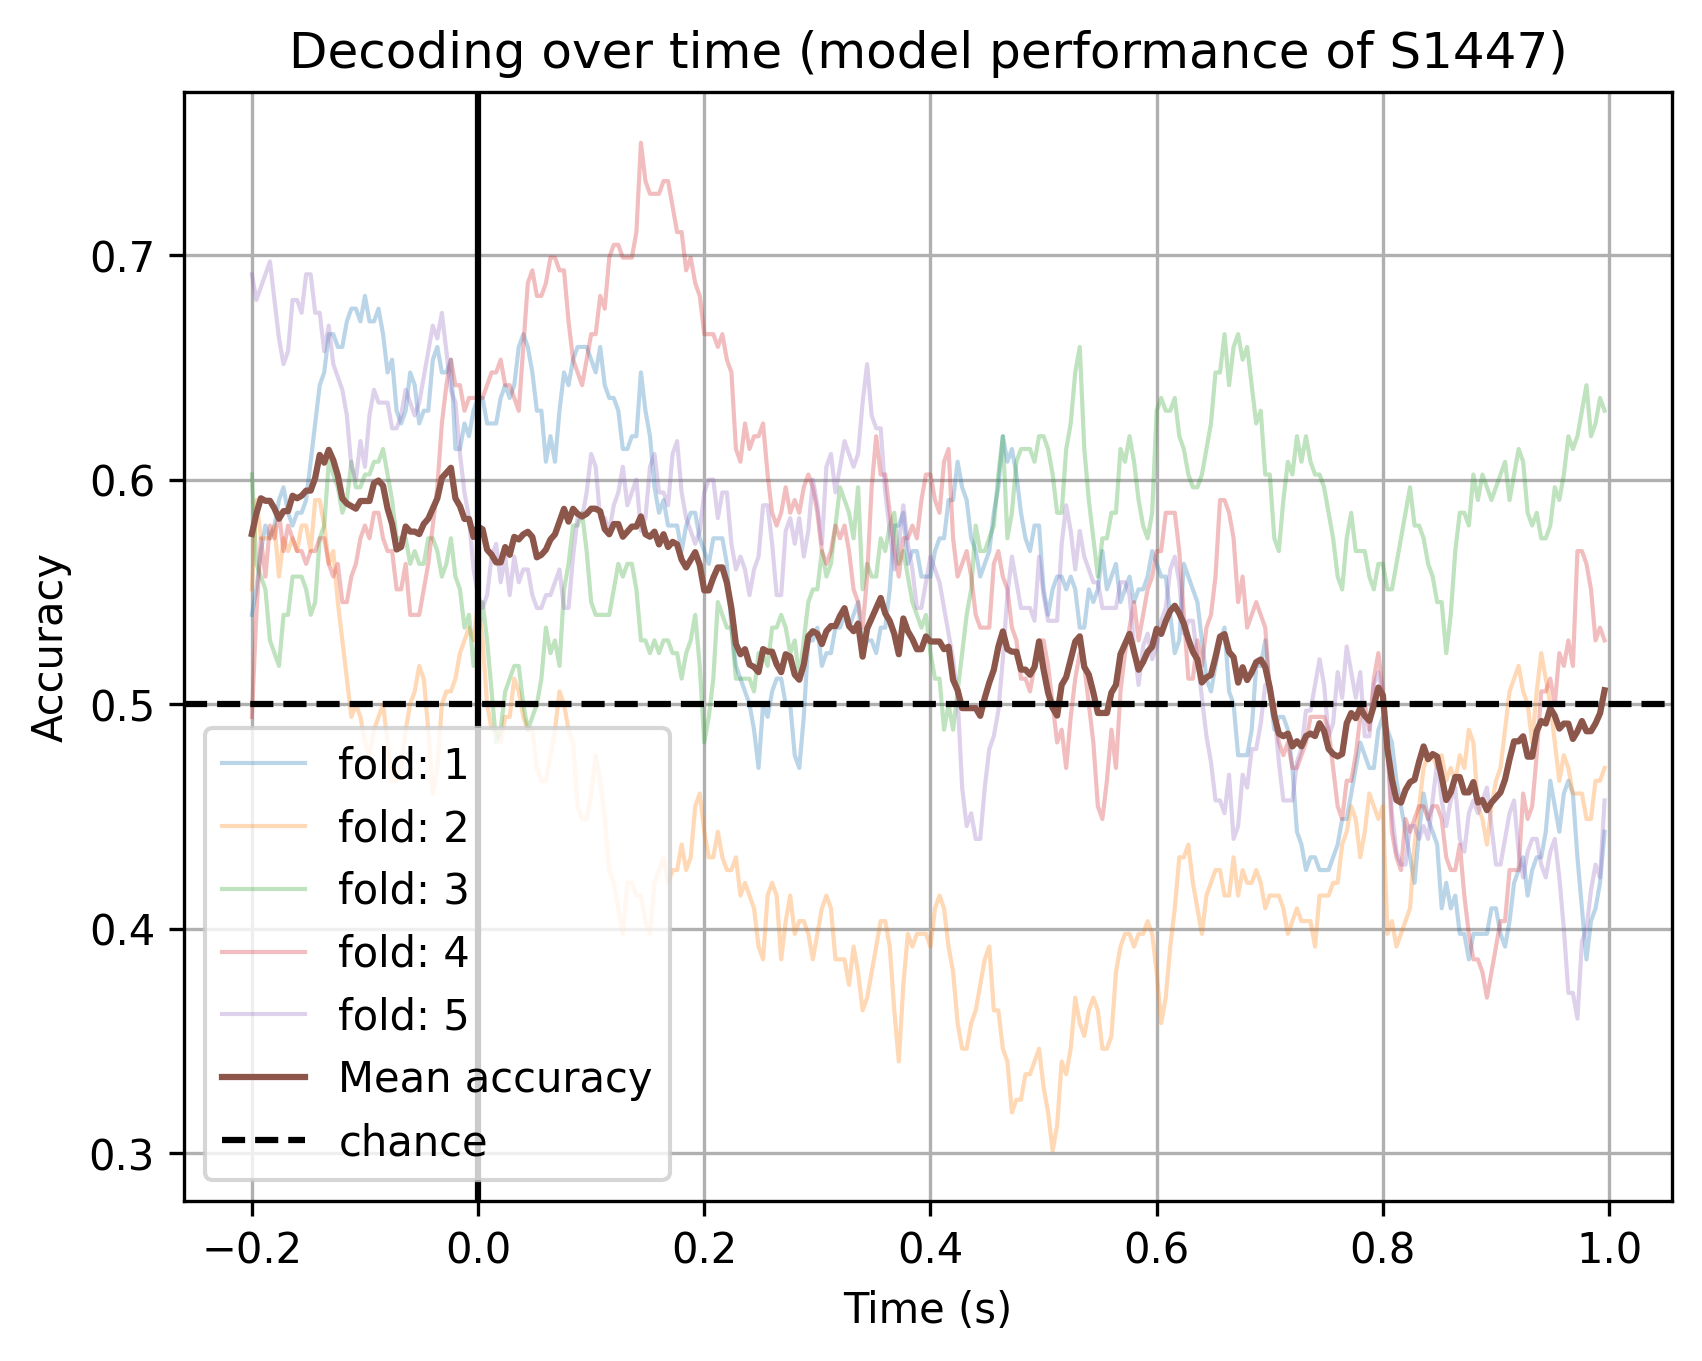 Decoding over time (model performance of S1447)
Accuracy
0.7
0.6
0.5
0.4
0.3
fold: 1
fold: 2
fold: 3
fold: 4
fold: 5
Mean accuracy
chance
−0.2 0.0 0.2 0.4 0.6 0.8 1.0
Time (s)